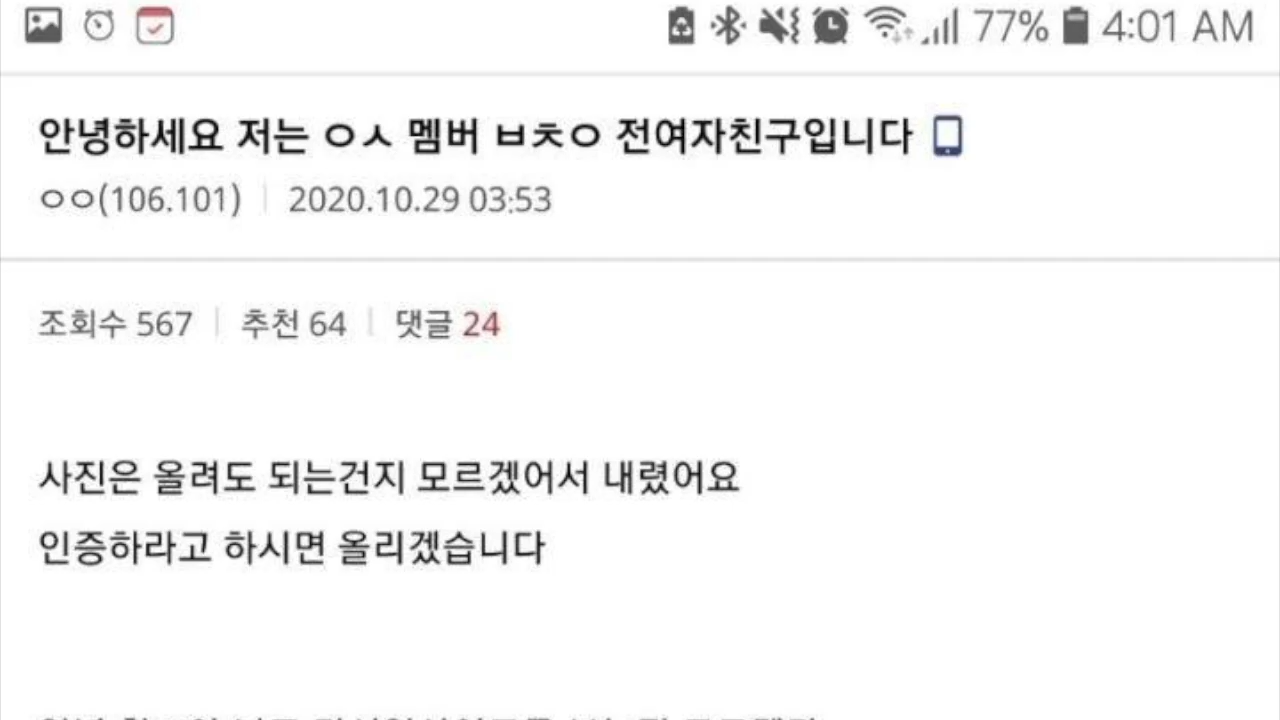 77% 4:01 AM
안녕하세요 저는 ㅇㅅ 멤버 ㅂㅊㅇ 전여자친구입니다
ㅇㅇ(106.101) | 2020.10.29 03:53
조회수 567 | 추천 64 | 댓글 24
사진은 올려도 되는건지 모르겠어서 내렸어요
인증하라고 하시면 올리겠습니다